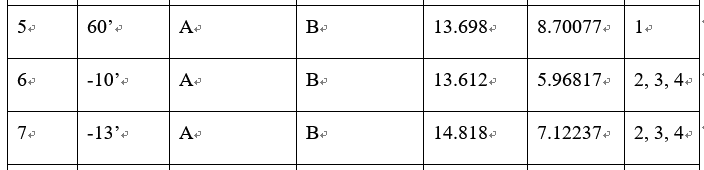 5 60’ A B 13.698 8.70077 1
6 -10’ A B 13.612 5.96817 2, 3, 4
7 -13’ A B 14.818 7.12237 2, 3, 4